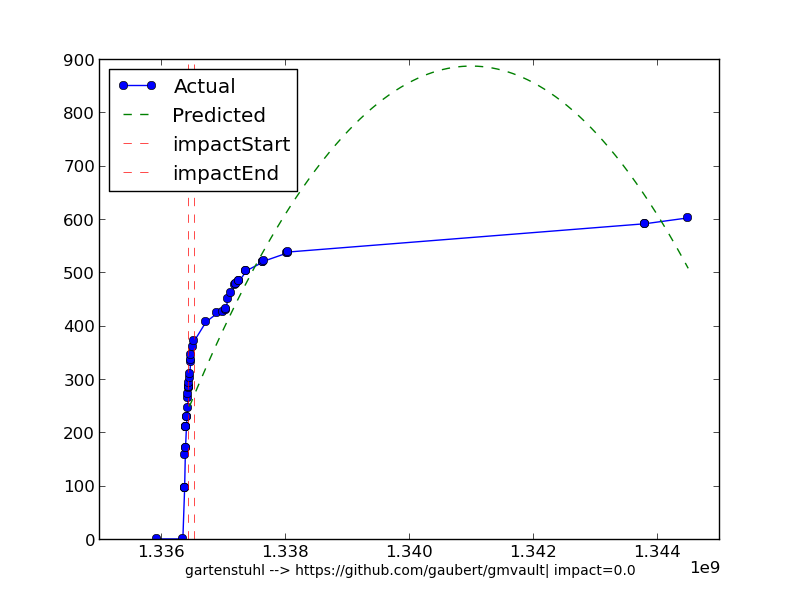 900
800
700
600
500
400
300
200
100
0
Actual
Predicted
impactStart
impactEnd
1.336 1.338 1.340 1.342 1.344
1e9
gartenstuhl --> https://github.com/gaubert/gmvault| impact=0.0